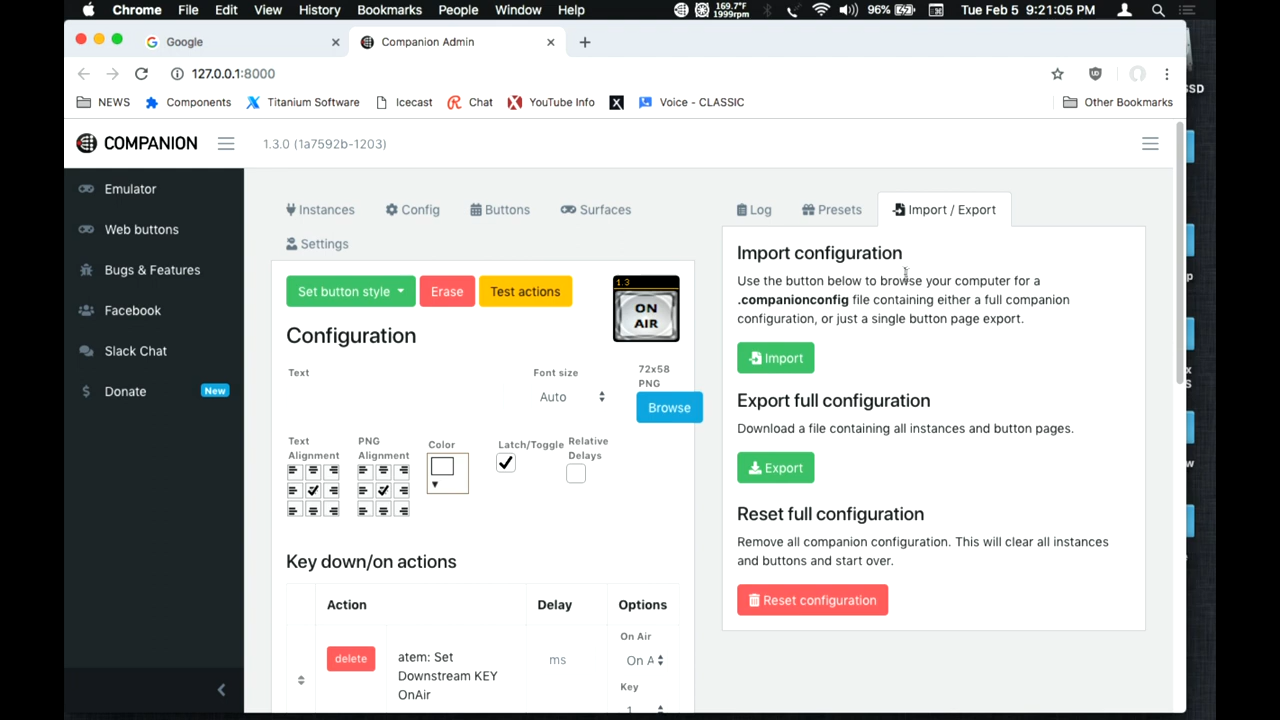 Chrome File Edit View History Bookmarks People Window Help 169.7°F 1999rpm 96% Tue Feb 5 9:21:05 PM
Google
Companion Admin
127.0.0.1:8000
NEWS Components Titanium Software Icecast Chat YouTube Info Voice - CLASSIC Other Bookmarks
SSD
COMPANION 1.3.0 (1a7592b-1203)
Emulator
Web buttons
Bugs & Features
Facebook
Slack Chat
Donate New
Instances Config Buttons Surfaces
Settings
Set button style Erase Test actions
1.3
ON
AIR
Configuration
Text
Font size
Auto
72x58
PNG
Browse
Text
Alignment
PNG
Alignment
Color
Latch/Toggle
Relative
Delays
Key down/on actions
Action Delay Options
delete
atem: Set
Downstream KEY
OnAir
ms
On Air
On A
Key
1
Log Presets Import / Export
Import configuration
Use the button below to browse your computer for a
.companionconfig file containing either a full companion
configuration, or just a single button page export.
Import
Export full configuration
Download a file containing all instances and button pages.
Export
Reset full configuration
Remove all companion configuration. This will clear all instances
and buttons and start over.
Reset configuration